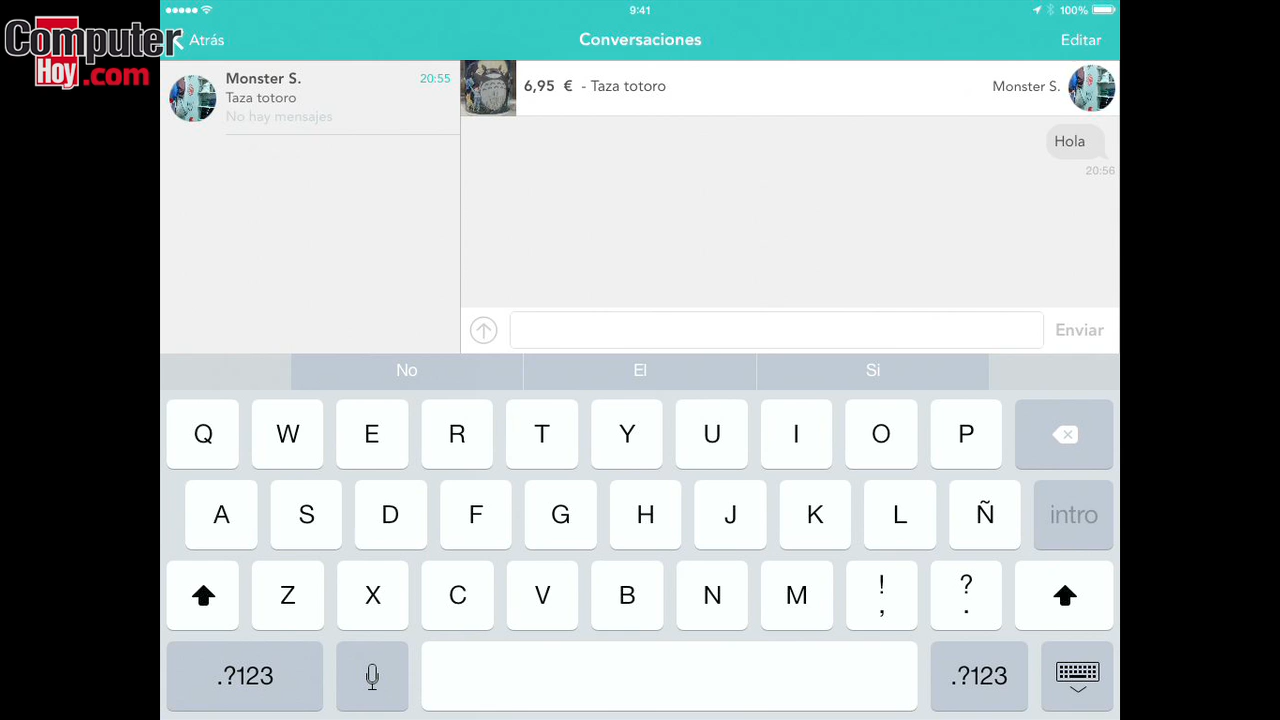 Computer
Hoy.com
9:41
100%
Atrás
Conversaciones
Editar
Monster S.
20:55
Taza totoro
No hay mensajes
6,95 € - Taza totoro
Monster S.
Hola
20:56
Enviar
No El Si
Q W E R T Y U I O P
A S D F G H J K L Ñ intro
Z X C V B N M ! , ? .
.?123 .?123